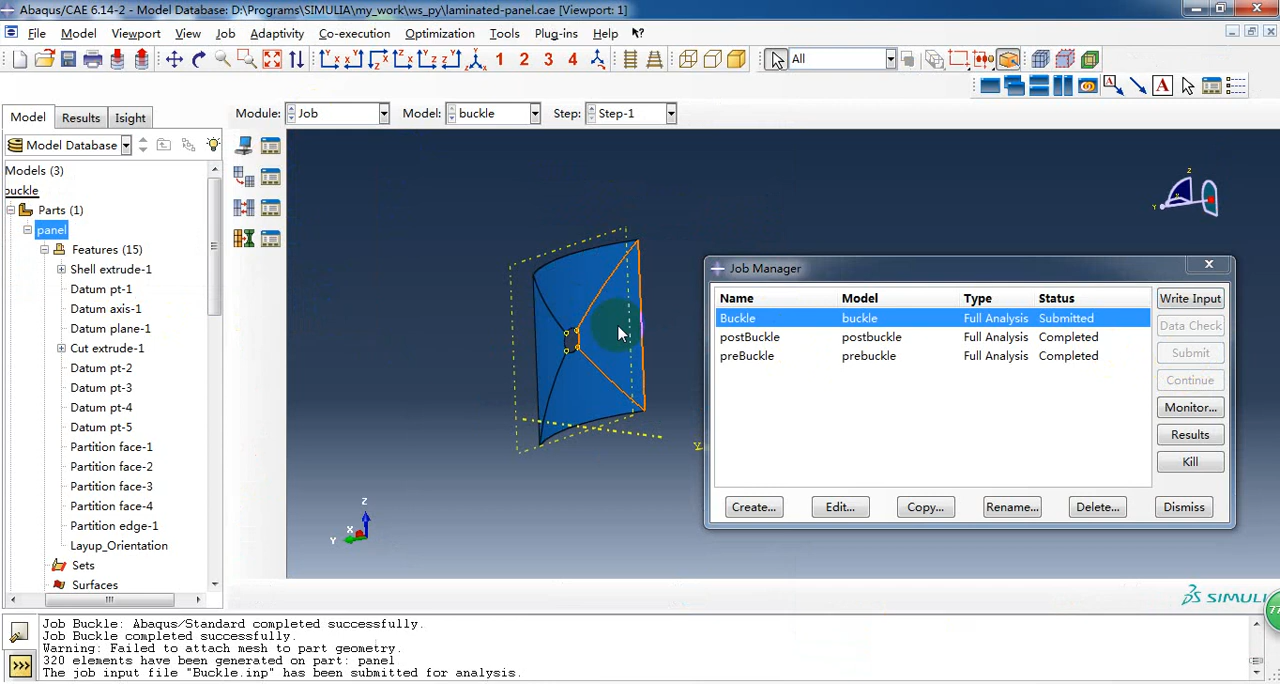 Abaqus/CAE 6.14-2 - Model Database: D:\Programs\SIMULIA\my_work\ws_py\laminated-panel.cae [Viewport: 1]
File Model Viewport View Job Adaptivity Co-execution Optimization Tools Plug-ins Help
1 2 3 4 All
Model Results Isight
Module: Job Model: buckle Step: Step-1
Model Database
Models (3)
buckle
Parts (1)
panel
Features (15)
Shell extrude-1
Datum pt-1
Datum axis-1
Datum plane-1
Cut extrude-1
Datum pt-2
Datum pt-3
Datum pt-4
Datum pt-5
Partition face-1
Partition face-2
Partition face-3
Partition face-4
Partition edge-1
Layup_Orientation
Sets
Surfaces
Z
Y
Y
Z
X
Y
Job Manager
Name Model Type Status
Buckle buckle Full Analysis Submitted
postBuckle postbuckle Full Analysis Completed
preBuckle prebuckle Full Analysis Completed
Write Input
Data Check
Submit
Continue
Monitor...
Results
Kill
Create... Edit... Copy... Rename... Delete... Dismiss
SIMULI
77
Job Buckle: Abaqus/Standard completed successfully.
Job Buckle completed successfully.
Warning: Failed to attach mesh to part geometry.
320 elements have been generated on part: panel
The job input file "Buckle.inp" has been submitted for analysis.